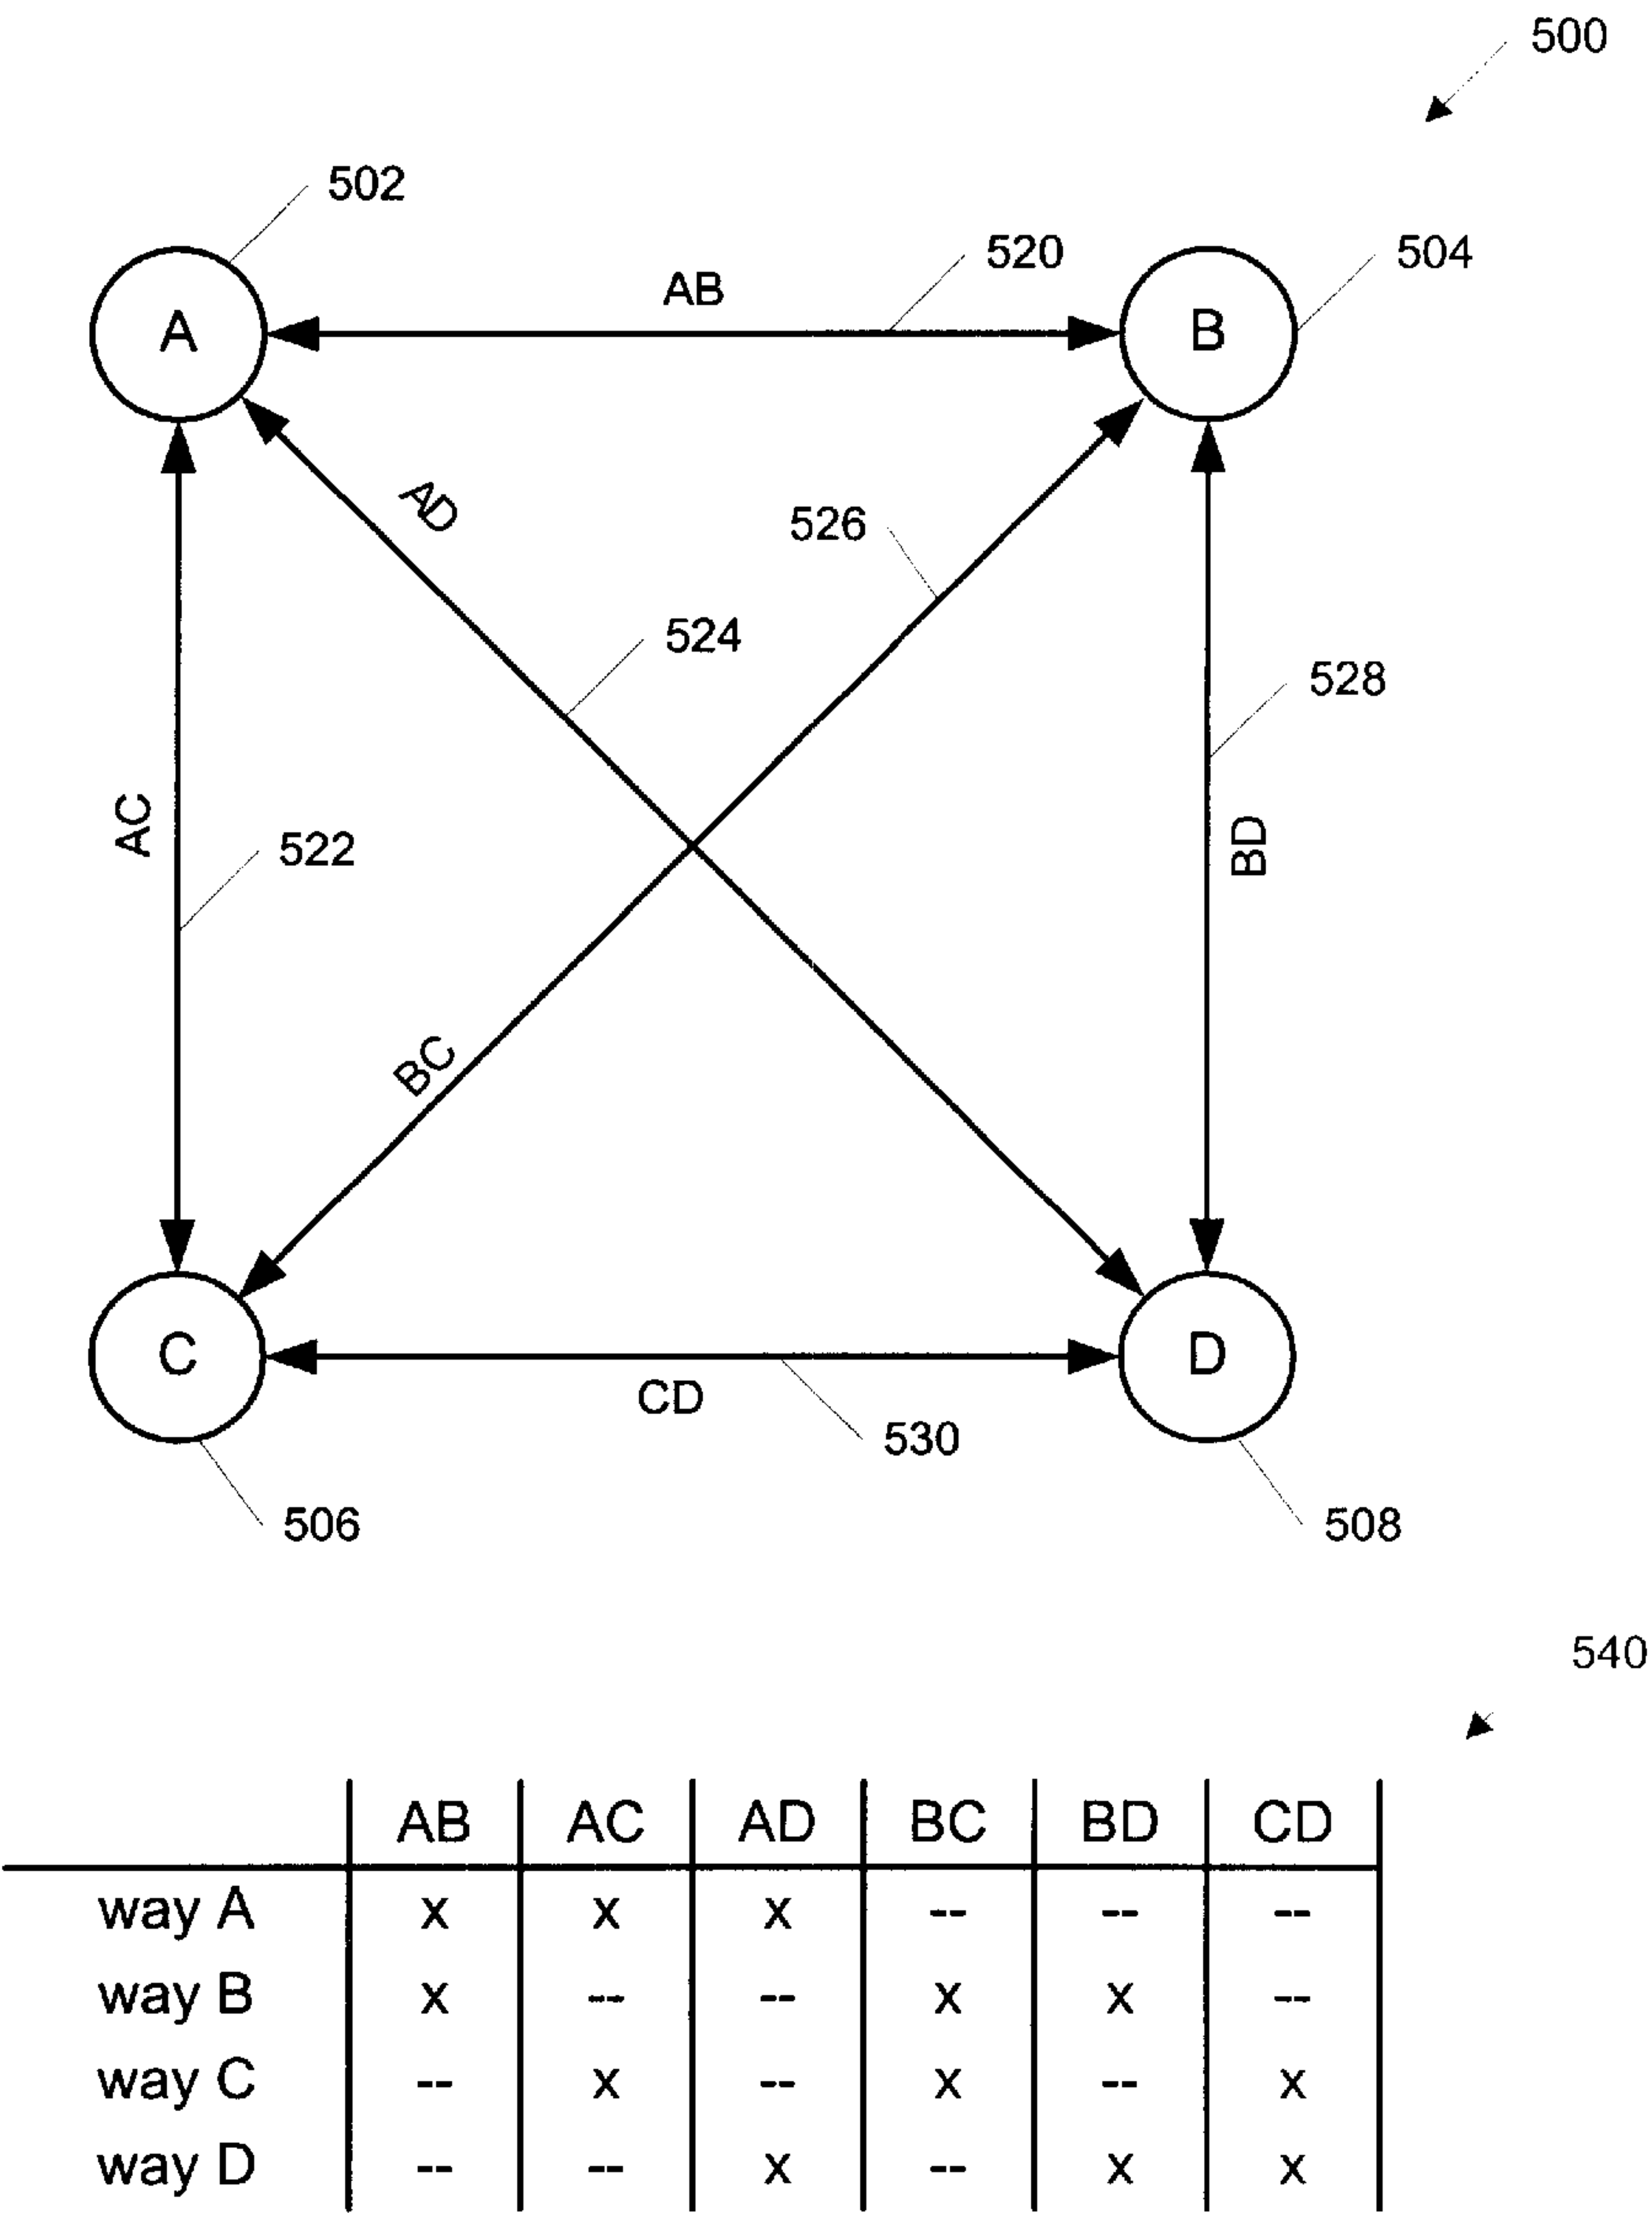 500
502
520
504
AB
A
B
AD
526
524
528
AC
522
BD
BC
C
D
CD
530
506
508
540
AB AC AD BC BD CD
way A x x x -- -- --
way B x -- -- x x --
way C -- x -- x -- x
way D -- -- x -- x x